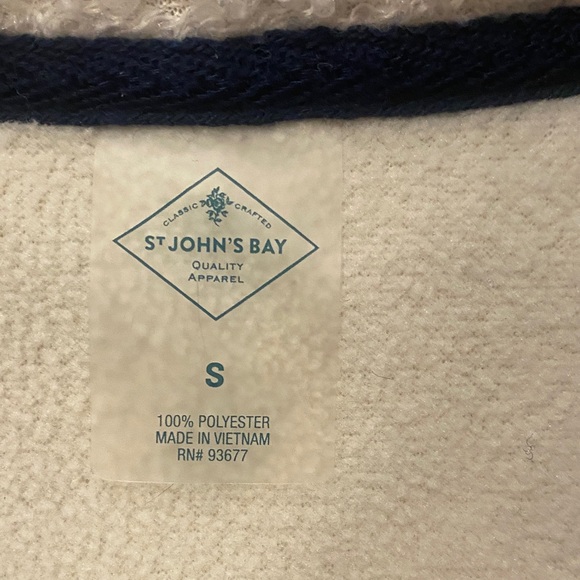 CLASSIC CRAFTED
ST JOHN'S BAY
QUALITY
APPAREL
S
100% POLYESTER
MADE IN VIETNAM
RN# 93677